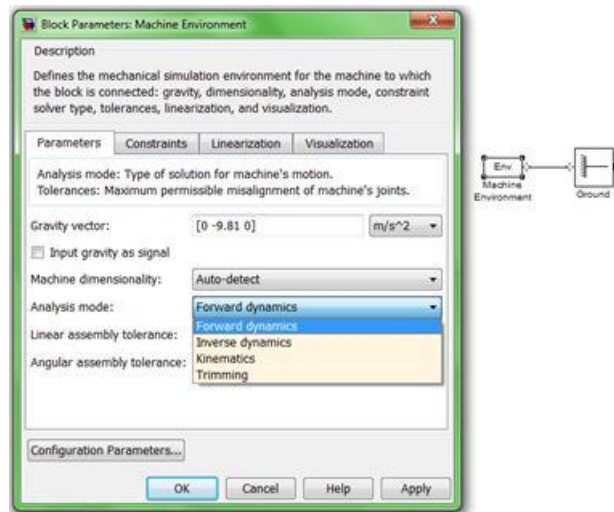 Block Parameters: Machine Environment
Description
Defines the mechanical simulation environment for the machine to which
the block is connected: gravity, dimensionality, analysis mode, constraint
solver type, tolerances, linearization, and visualization.
Parameters Constraints Linearization Visualization
Analysis mode: Type of solution for machine's motion.
Tolerances: Maximum permissible misalignment of machine's joints.
Gravity vector: [0 -9.81 0] m/s^2
Input gravity as signal
Machine dimensionality: Auto-detect
Analysis mode: Forward dynamics
Forward dynamics
Linear assembly tolerance: Inverse dynamics
Kinematics
Angular assembly tolerance:
Trimming
Configuration Parameters...
OK Cancel Help Apply
Env
Machine
Environment
Ground